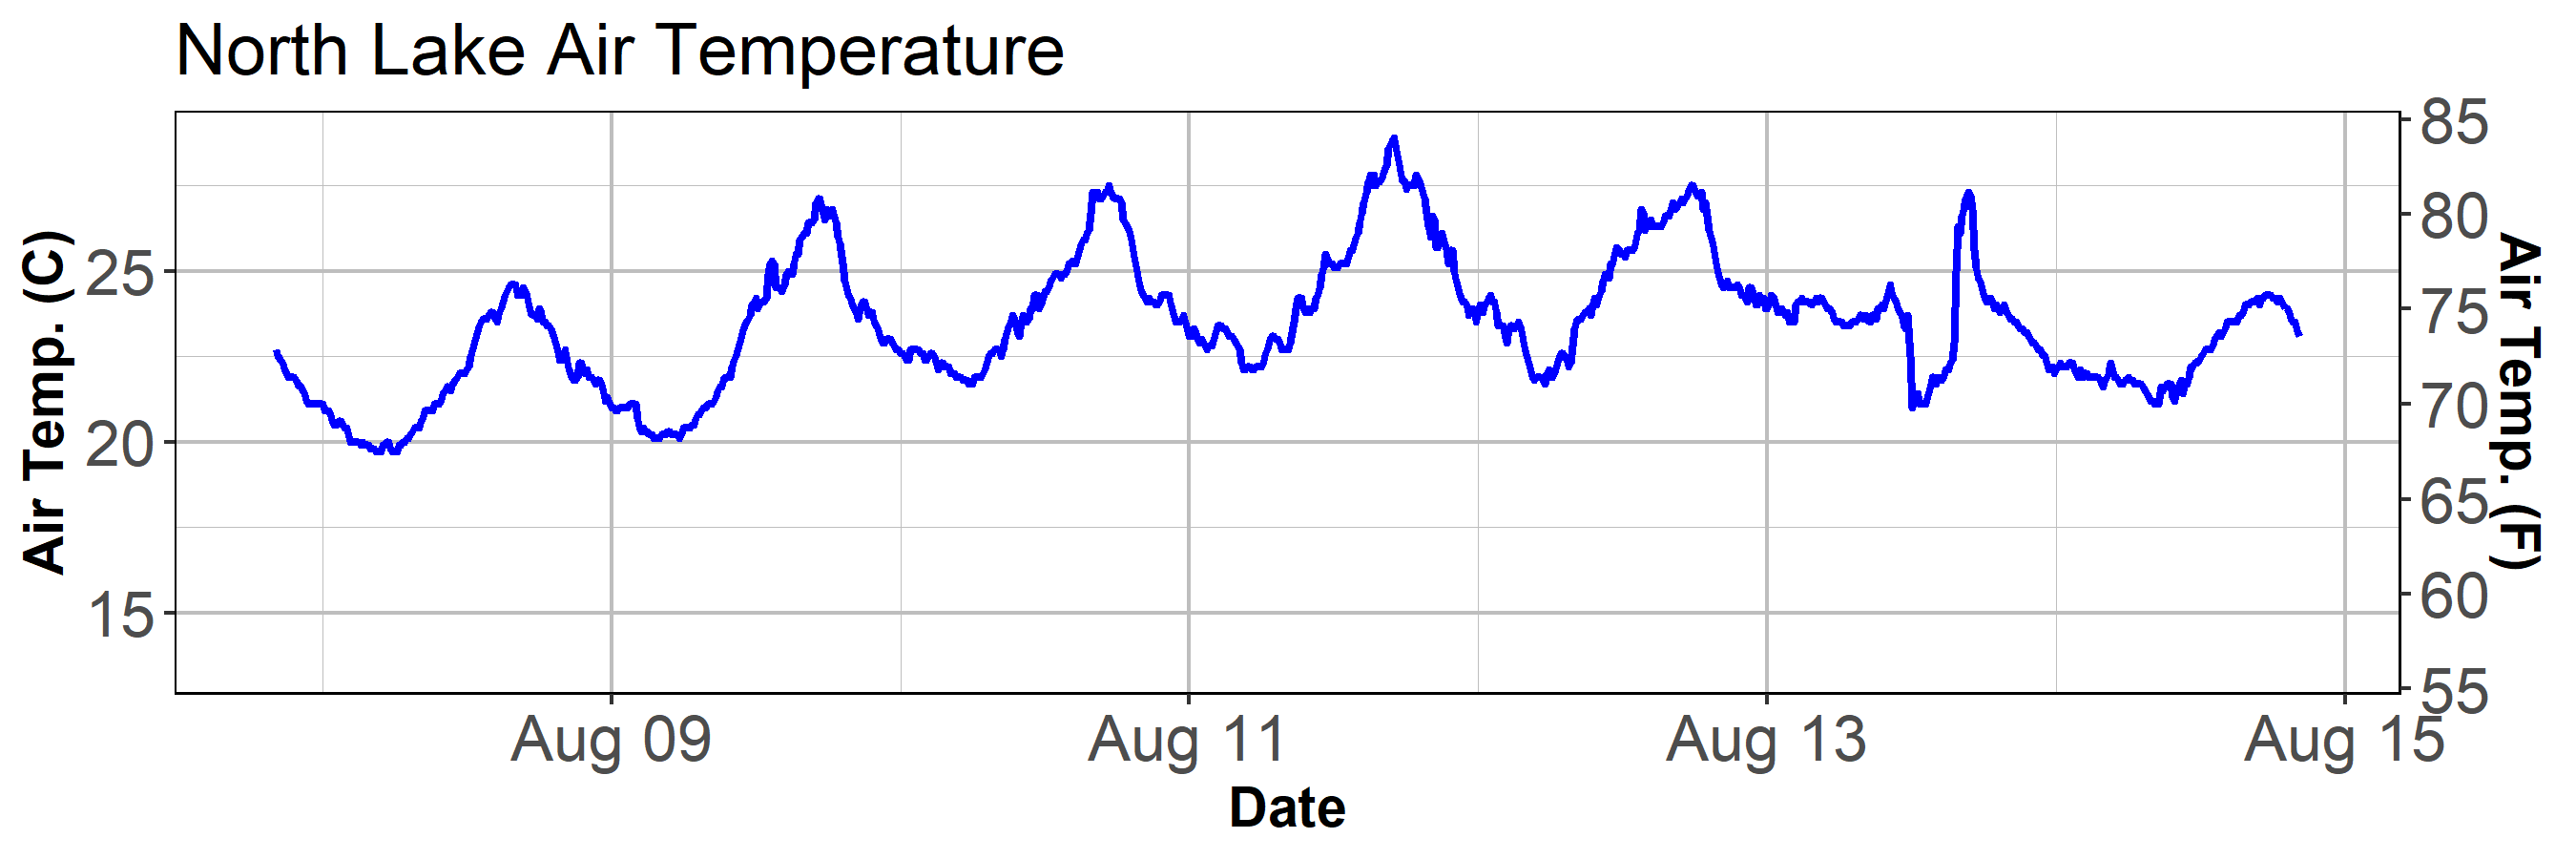 North Lake Air Temperature
Air Temp. (C)
25
20
15
85
80
75
70
65
60
55
Air Temp. (F)
Aug 09
Aug 11
Aug 13
Aug 15
Date